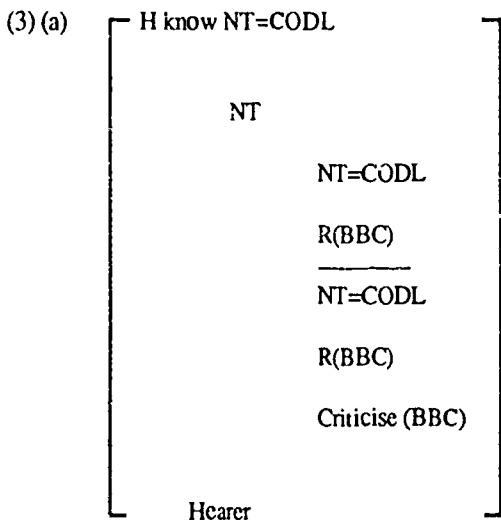 (3) (a) H know NT=CODL
NT
NT=CODL
R(BBC)
NT=CODL
R(BBC)
Criticise (BBC)
Hearer